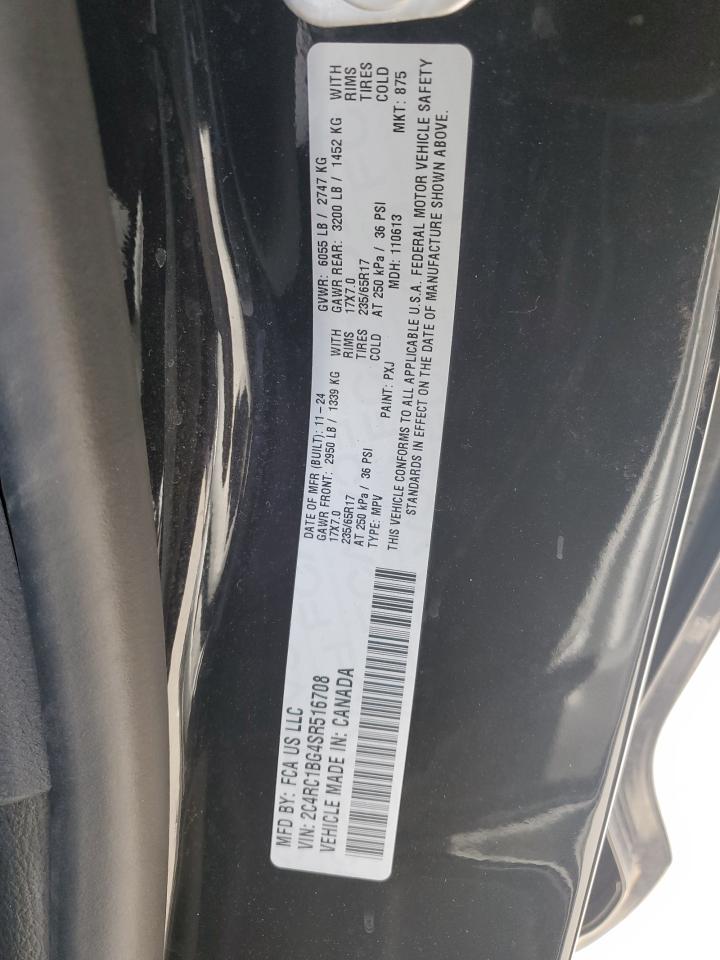 MFD BY: FCA US LLC
VIN: 2C4RC1BG4SR516708
VEHICLE MADE IN: CANADA
DATE OF MFR (BUILT): 11-24
GAWR FRONT: 2950 LB / 1339 KG WITH
17X7.0 RIMS
235/65R17 TIRES
AT 250 kPa / 36 PSI COLD
TYPE: MPV PAINT: PXJ
GVWR: 6055 LB / 2747 KG
GAWR REAR: 3200 LB / 1452 KG WITH
17X7.0 RIMS
235/65R17 TIRES
AT 250 kPa / 36 PSI COLD
MDH: 110613 MKT: 875
THIS VEHICLE CONFORMS TO ALL APPLICABLE U.S.A. FEDERAL MOTOR VEHICLE SAFETY
STANDARDS IN EFFECT ON THE DATE OF MANUFACTURE SHOWN ABOVE.